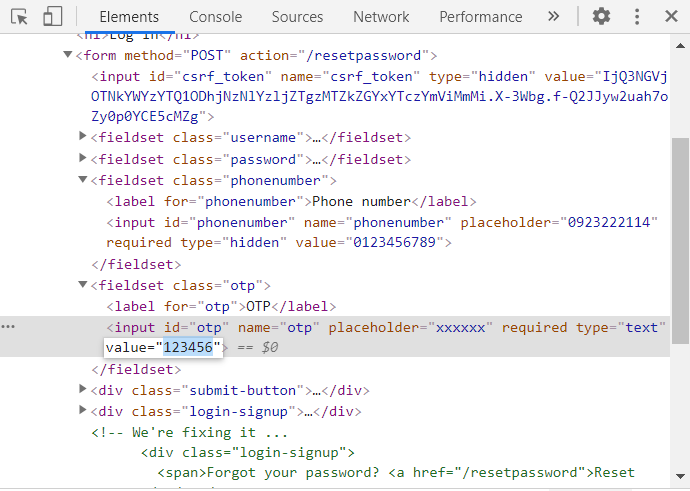 Elements Console Sources Network Performance »
<h1>Log in</h1>
<form method="POST" action="/resetpassword">
<input id="csrf_token" name="csrf_token" type="hidden" value="IjQ3NGVj
OTNkYWYzYTQ1ODhjNzNlYzljZTgzMTZkZGYxYTczYmViMmMi.X-3Wbg.f-Q2JJyw2uah7o
Zy0p0YCE5cMZg">
<fieldset class="username">…</fieldset>
<fieldset class="password">…</fieldset>
<fieldset class="phonenumber">
<label for="phonenumber">Phone number</label>
<input id="phonenumber" name="phonenumber" placeholder="0923222114"
required type="hidden" value="0123456789">
</fieldset>
<fieldset class="otp">
<label for="otp">OTP</label>
… <input id="otp" name="otp" placeholder="xxxxxx" required type="text"
value="123456"> == $0
</fieldset>
<div class="submit-button">…</div>
<div class="login-signup">…</div>
<!-- We're fixing it ...
<div class="login-signup">
<span>Forgot your password? <a href="/resetpassword">Reset